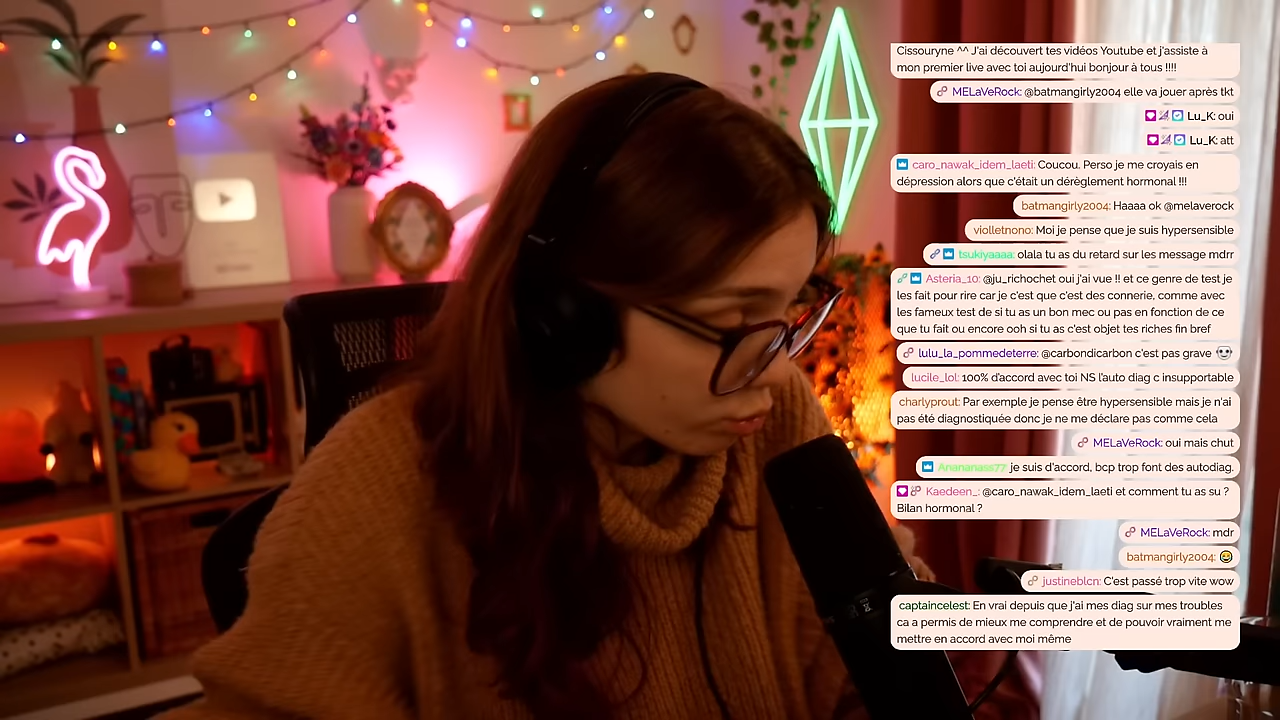 Cissouryne ^^ J'ai découvert tes vidéos Youtube et j'assiste à
mon premier live avec toi aujourd'hui bonjour à tous !!!!
MELaVeRock: @batmangirly2004 elle va jouer après tkt
Lu_K: oui
Lu_K: att
caro_nawak_idem_laeti: Coucou. Perso je me croyais en
dépression alors que c'était un dérèglement hormonal !!!
batmangirly2004: Haaaa ok @melaverock
violletnono: Moi je pense que je suis hypersensible
tsukiyaaaa: olala tu as du retard sur les message mdrr
Asteria_10: @ju_richochet oui j'ai vue !! et ce genre de test je
les fait pour rire car je c'est que c'est des connerie, comme avec
les fameux test de si tu as un bon mec ou pas en fonction de ce
que tu fait ou encore ooh si tu as c'est objet tes riches fin bref
lulu_la_pommedeterre: @carbondicarbon c'est pas grave
lucile_lol: 100% d'accord avec toi NS l'auto diag c insupportable
charlyprout: Par exemple je pense être hypersensible mais je n'ai
pas été diagnostiquée donc je ne me déclare pas comme cela
MELaVeRock: oui mais chut
Anananass77: je suis d'accord, bcp trop font des autodiag.
Kaedeen_: @caro_nawak_idem_laeti et comment tu as su ?
Bilan hormonal ?
MELaVeRock: mdr
batmangirly2004: 😂
justineblcn: C'est passé trop vite wow
captaincelest: En vrai depuis que j'ai mes diag sur mes troubles
ca a permis de mieux me comprendre et de pouvoir vraiment me
mettre en accord avec moi même